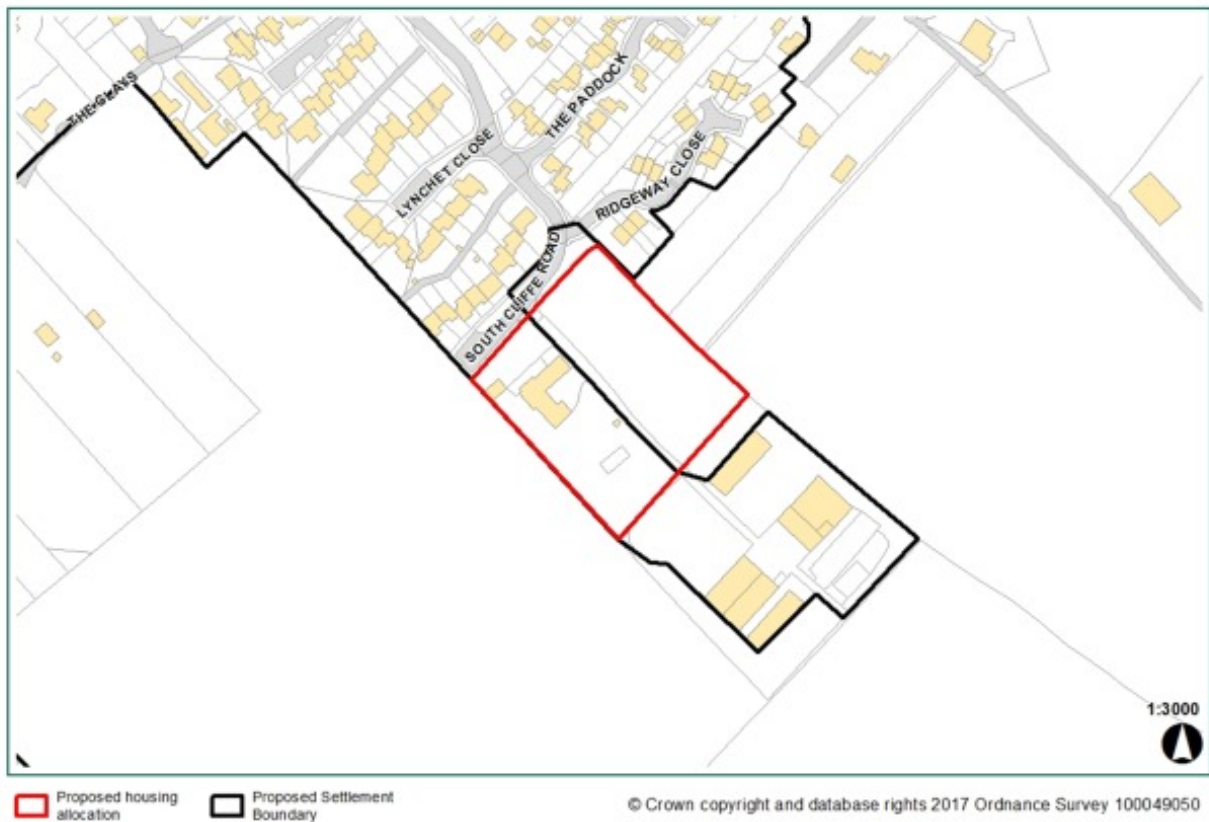 THE CLAYS
LYNCHET CLOSE
THE PADDOCK
RIDGEWAY CLOSE
SOUTH CLIFFE ROAD
1:3000
Proposed housing
allocation
Proposed Settlement
Boundary
© Crown copyright and database rights 2017 Ordnance Survey 100049050